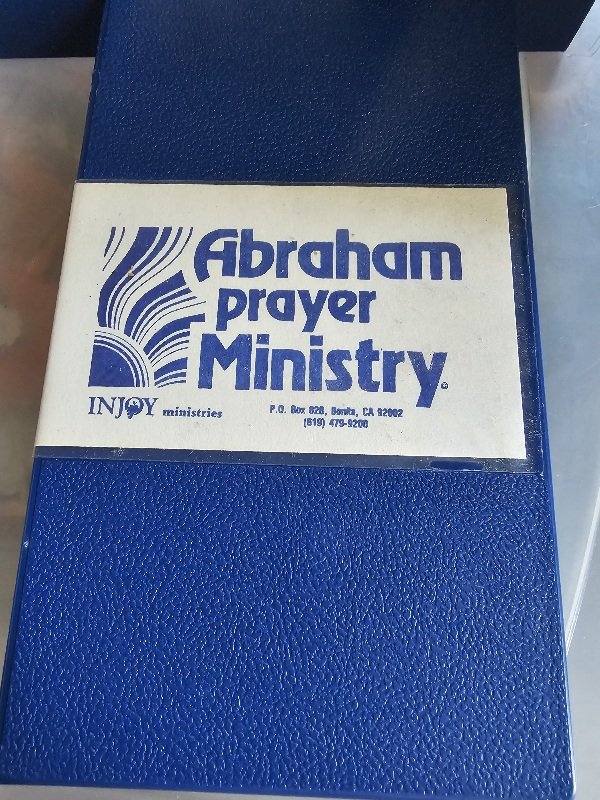 Abraham
prayer
Ministry©
INJOY ministries
P.O. Box 828, Bonita, CA 92002
(619) 479-9200